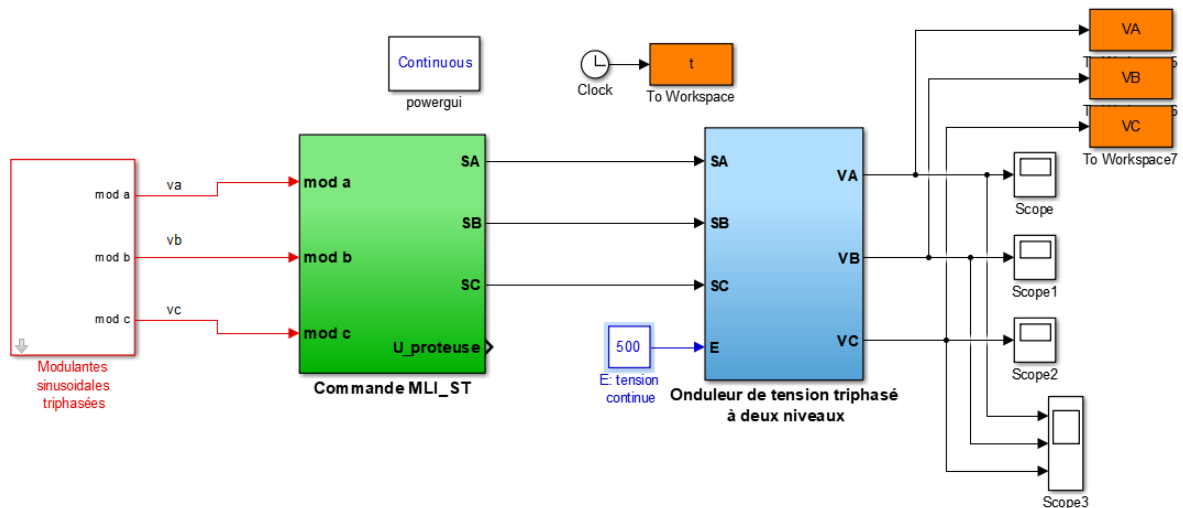 Continuous
powergui
Clock
t
To Workspace
VA
VB
VC
To Workspace7
mod a
mod b
mod c
Modulantes
sinusoidales
triphasées
va
vb
vc
mod a
mod b
mod c
SA
SB
SC
U_proteuse
Commande MLI_ST
500
E: tension
continue
SA
SB
SC
E
VA
VB
VC
Onduleur de tension triphasé
à deux niveaux
Scope
Scope1
Scope2
Scope3